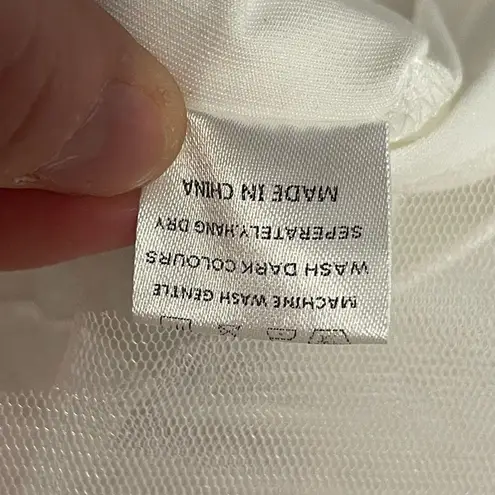 MACHINE WASH GENTLE
WASH DARK COLOURS
SEPERATELY.HANG DRY
MADE IN CHINA